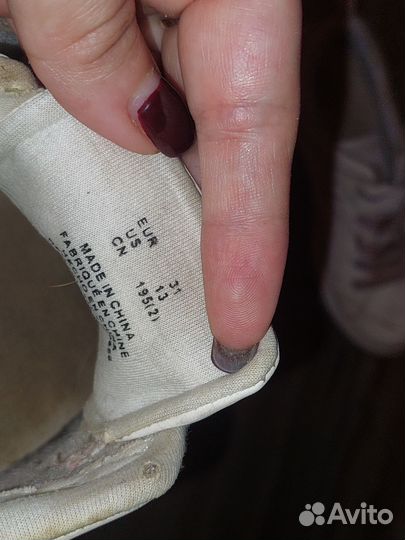 EUR 31
US 13
CN 195(2)
MADE IN CHINA
FABRIQUÉ EN CHINE
Avito